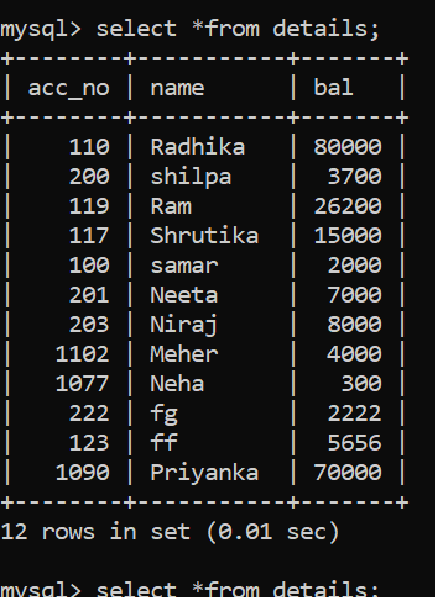 mysql> select *from details;
+--------+-----------+-------+
| acc_no | name      | bal   |
+--------+-----------+-------+
|    110 | Radhika   | 80000 |
|    200 | shilpa    |  3700 |
|    119 | Ram       | 26200 |
|    117 | Shrutika  | 15000 |
|    100 | samar     |  2000 |
|    201 | Neeta     |  7000 |
|    203 | Niraj     |  8000 |
|   1102 | Meher     |  4000 |
|   1077 | Neha      |   300 |
|    222 | fg        |  2222 |
|    123 | ff        |  5656 |
|   1090 | Priyanka  | 70000 |
+--------+-----------+-------+
12 rows in set (0.01 sec)
mysql> select *from details;